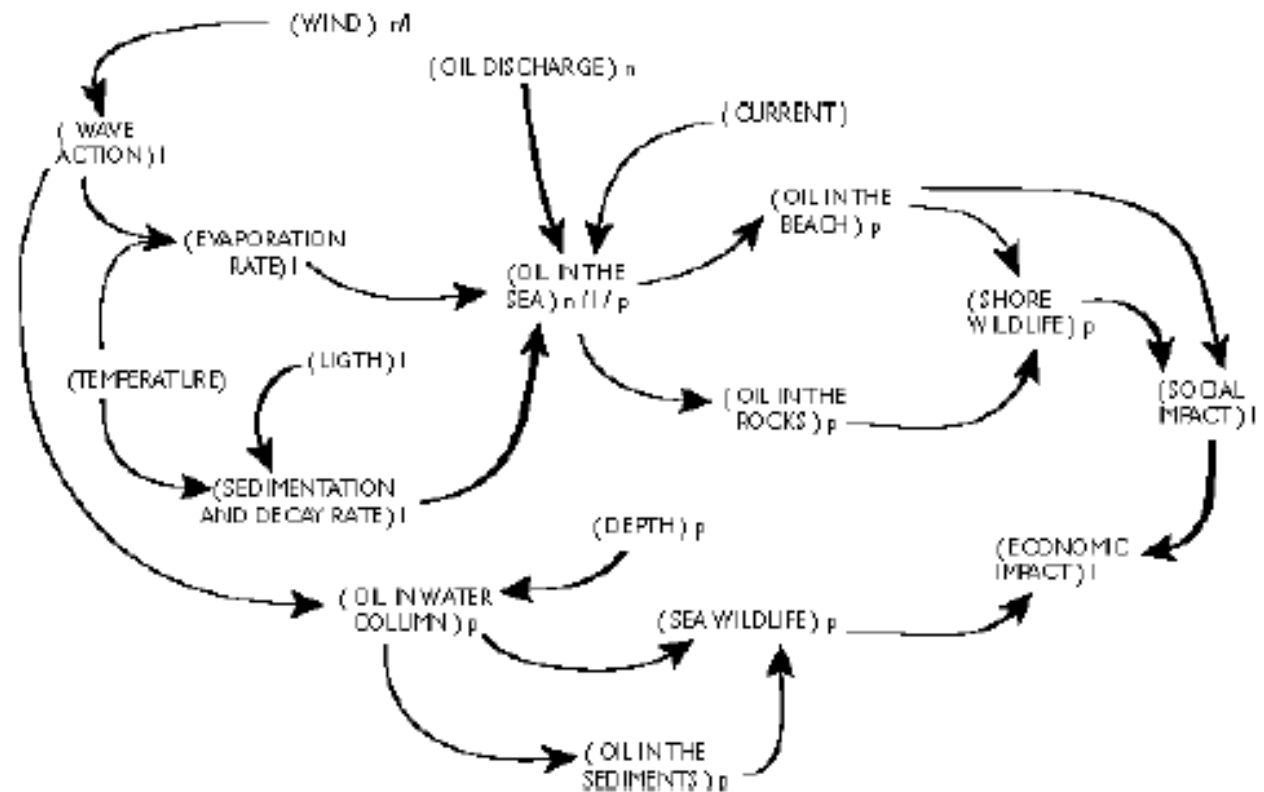 (WIND) n/l
(OIL DISCHARGE) n
(CURRENT)
( WAVE
ACTION) l
(OIL IN THE
BEACH) p
(EVAPORATION
RATE) l
(OIL IN THE
SEA) n / l / p
(SHORE
WILDLIFE) p
(LIGTH) l
(TEMPERATURE)
(OIL IN THE
ROCKS) p
(SOCIAL
IMPACT) l
(SEDIMENTATION
AND DECAY RATE) l
(DEPTH) p
(ECONOMIC
IMPACT) l
(OIL IN WATER
COLUMN) p
(SEA WILDLIFE) p
(OIL IN THE
SEDIMENTS) p